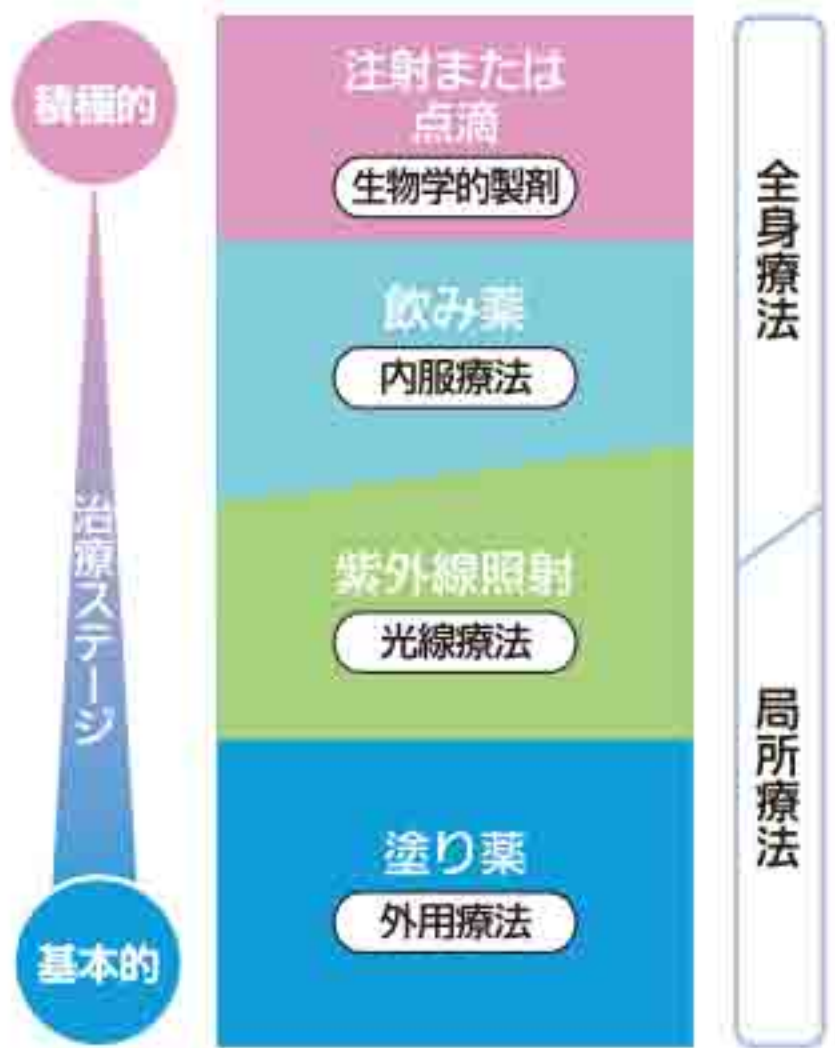 積極的
治療ステージ
基本的
注射または
点滴
生物学的製剤
飲み薬
内服療法
紫外線照射
光線療法
塗り薬
外用療法
全身療法
局所療法